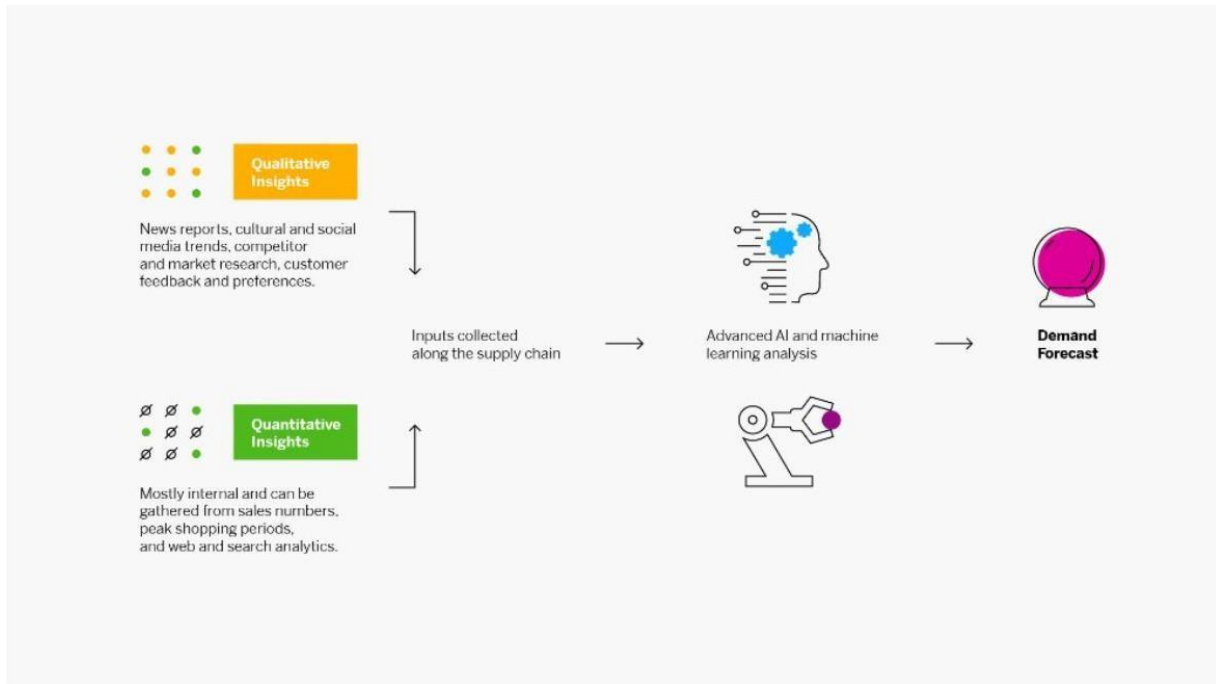 Qualitative
Insights
News reports, cultural and social
media trends, competitor
and market research, customer
feedback and preferences.
Inputs collected
along the supply chain
Advanced AI and machine
learning analysis
Demand
Forecast
Quantitative
Insights
Mostly internal and can be
gathered from sales numbers,
peak shopping periods,
and web and search analytics.